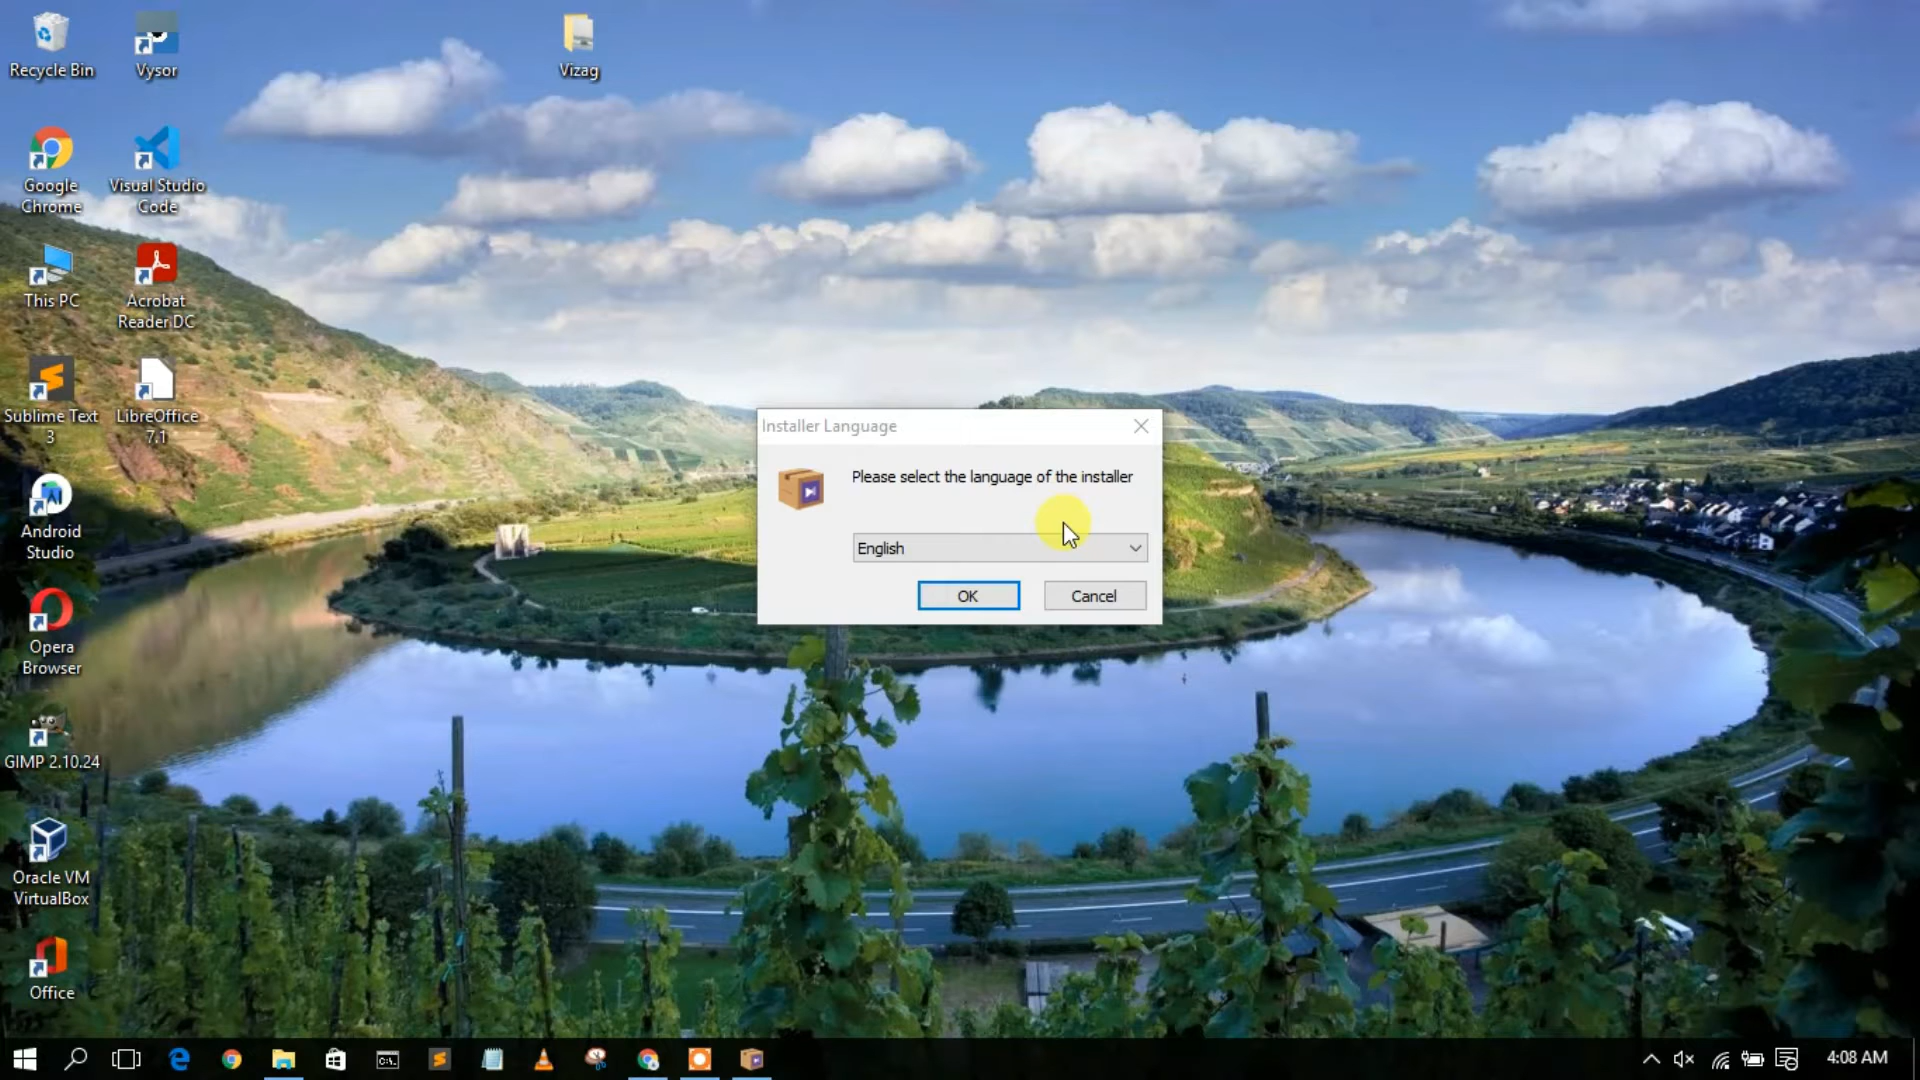 Recycle Bin
Vysor
Vizag
Google
Chrome
Visual Studio
Code
This PC
Acrobat
Reader DC
Sublime Text
3
LibreOffice
7.1
Android
Studio
Opera
Browser
GIMP 2.10.24
Oracle VM
VirtualBox
Office
Installer Language
Please select the language of the installer
English
OK
Cancel
4:08 AM